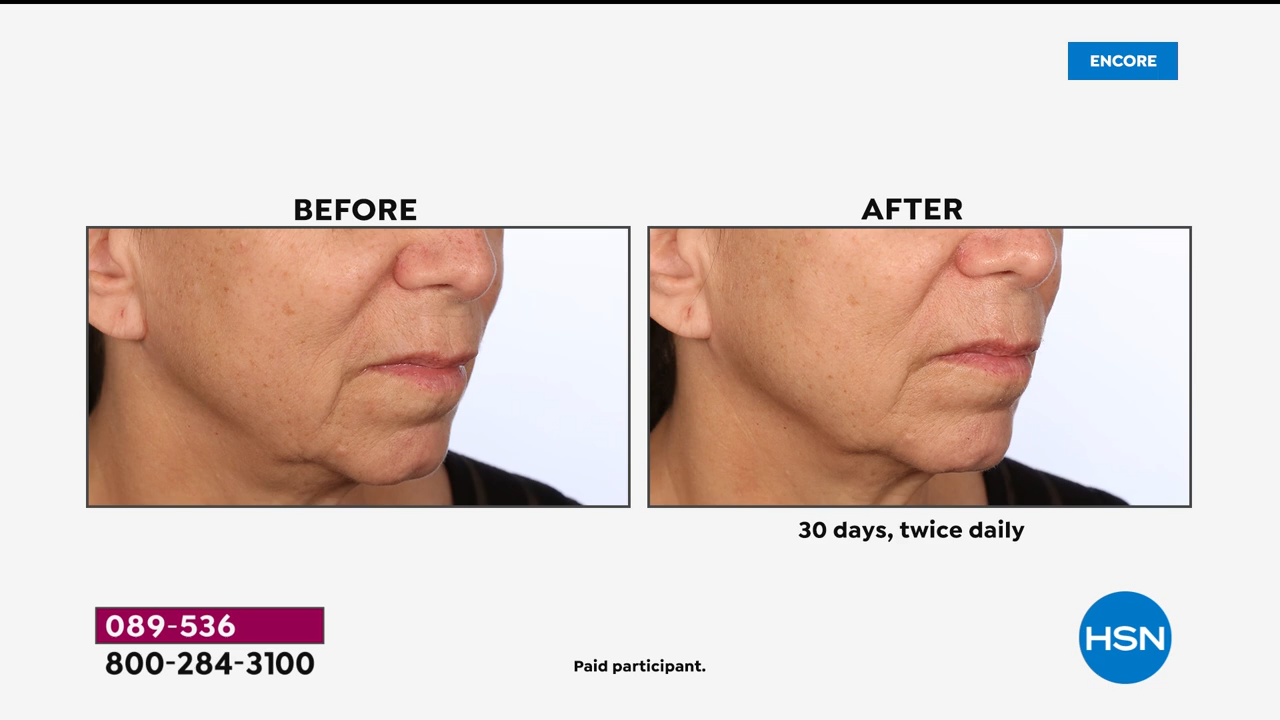 ENCORE
BEFORE
AFTER
30 days, twice daily
089-536
800-284-3100
Paid participant.
HSN